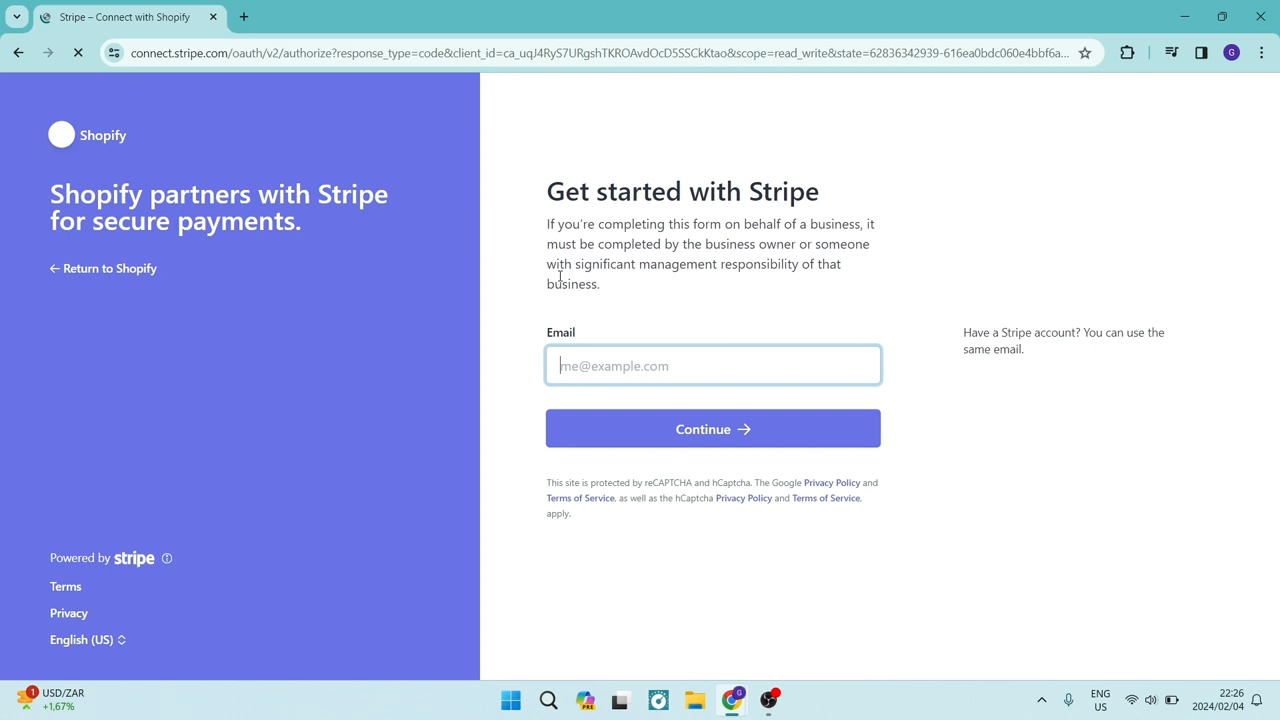 Stripe – Connect with Shopify
connect.stripe.com/oauth/v2/authorize?response_type=code&client_id=ca_uqJ4RyS7URgshTKROAvdOcD5SSCkKtao&scope=read_write&state=62836342939-616ea0bdc060e4bbf6a...
G
Shopify
Shopify partners with Stripe
for secure payments.
← Return to Shopify
Get started with Stripe
If you're completing this form on behalf of a business, it
must be completed by the business owner or someone
with significant management responsibility of that
business.
Email
me@example.com
Have a Stripe account? You can use the
same email.
Continue →
This site is protected by reCAPTCHA and hCaptcha. The Google Privacy Policy and
Terms of Service, as well as the hCaptcha Privacy Policy and Terms of Service,
apply.
Powered by stripe
Terms
Privacy
English (US)
1
USD/ZAR
+1,67%
PRE
G
ENG
US
22:26
2024/02/04